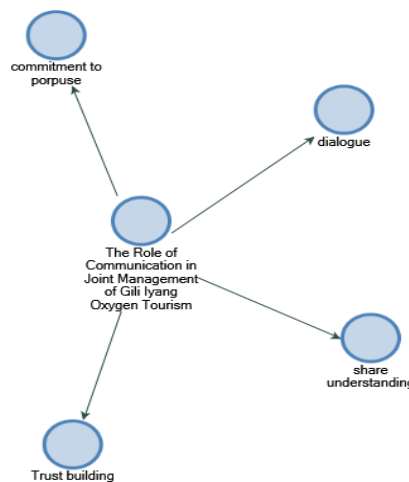 commitment to
porpuse
dialogue
The Role of
Communication in
Joint Management
of Gili Iyang
Oxygen Tourism
share
understanding
Trust building